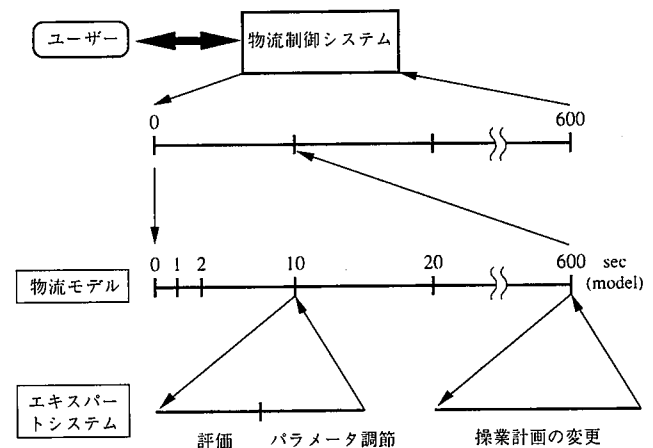 ユーザー
物流制御システム
0
600
0 1 2 10 20 600 sec
(model)
物流モデル
エキスパー
トシステム
評価 パラメータ調節 操業計画の変更